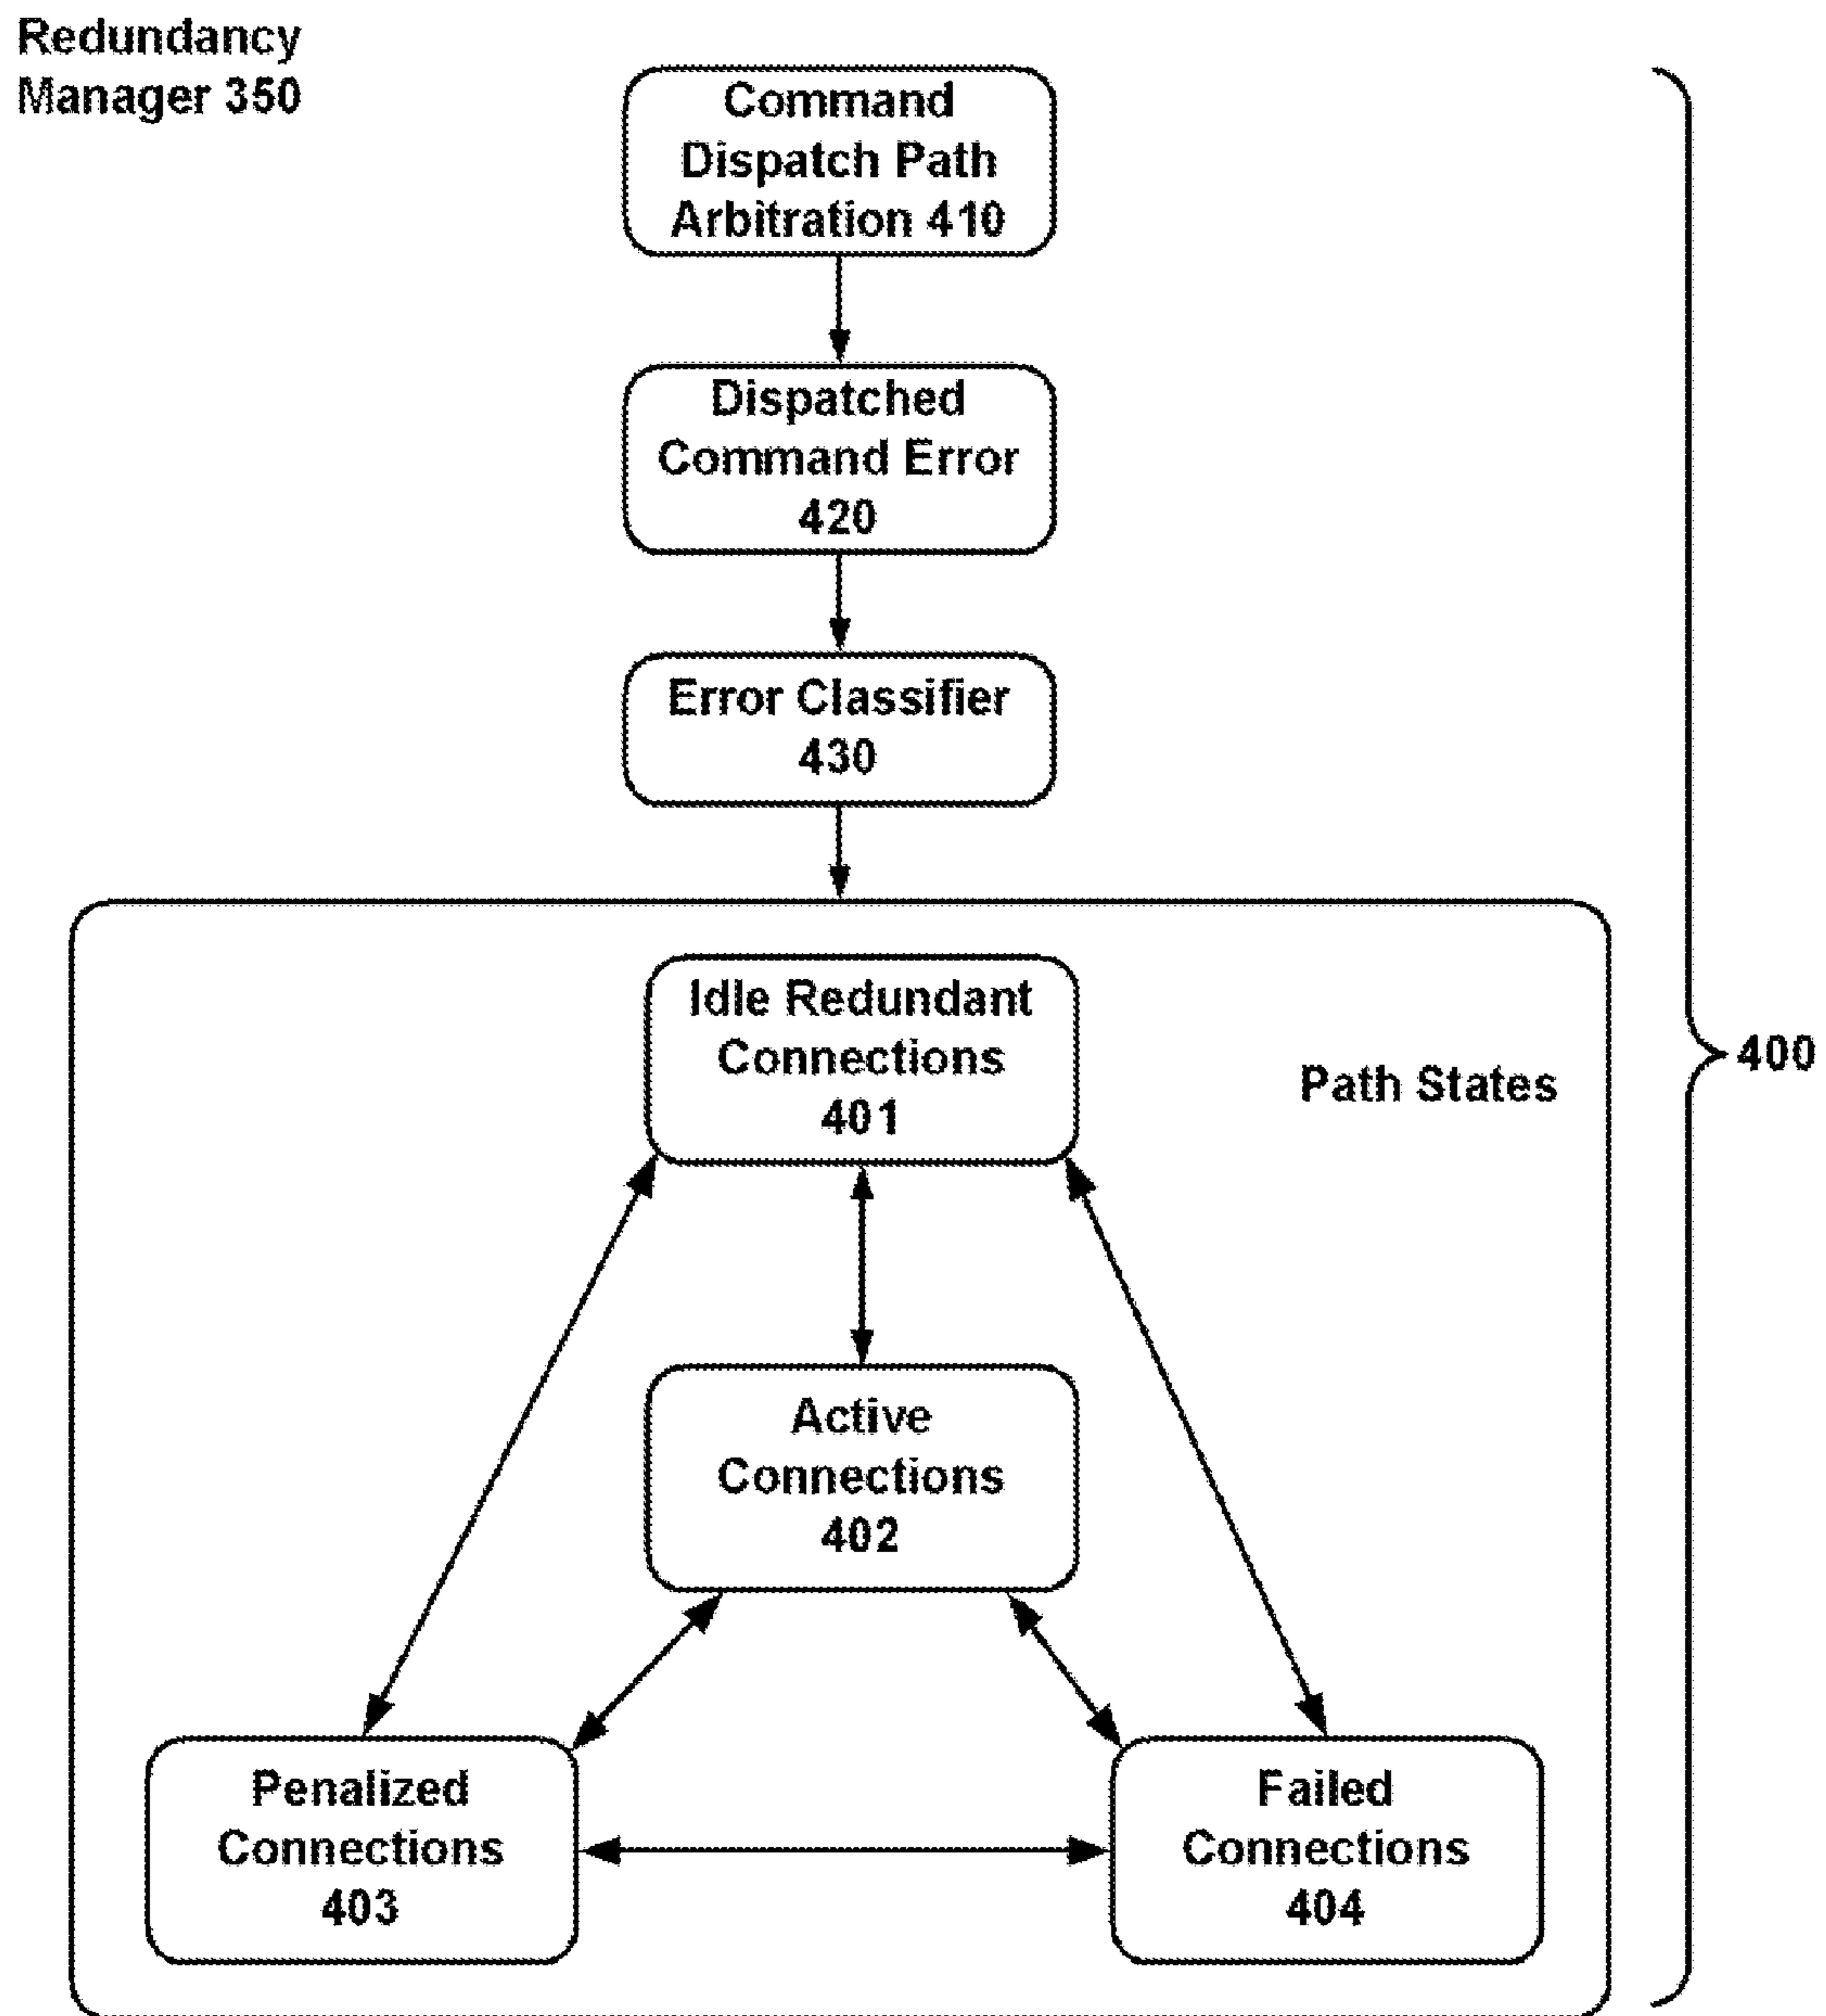 Redundancy
Manager 350
Command
Dispatch Path
Arbitration 410
Dispatched
Command Error
420
Error Classifier
430
Idle Redundant
Connections
401
Path States
400
Active
Connections
402
Penalized
Connections
403
Failed
Connections
404